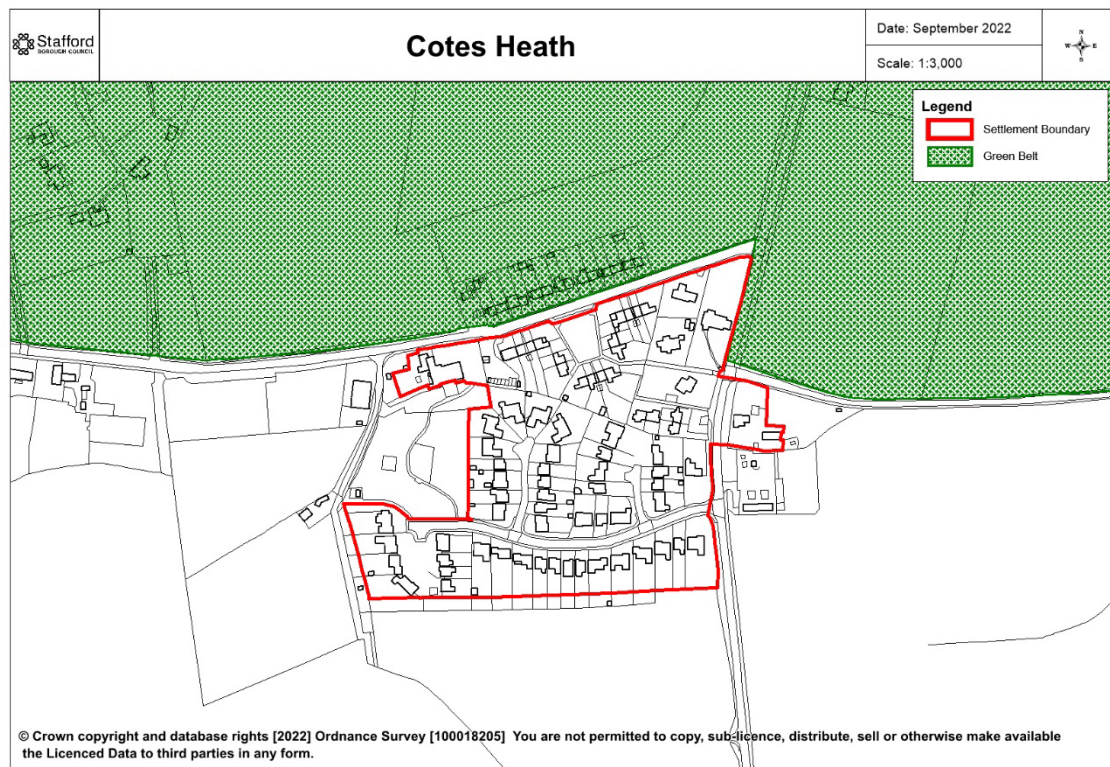 Stafford
BOROUGH COUNCIL
Cotes Heath
Date: September 2022
Scale: 1:3,000
N
W E
S
Legend
Settlement Boundary
Green Belt
© Crown copyright and database rights [2022] Ordnance Survey [100018205] You are not permitted to copy, sub-licence, distribute, sell or otherwise make available
the Licenced Data to third parties in any form.